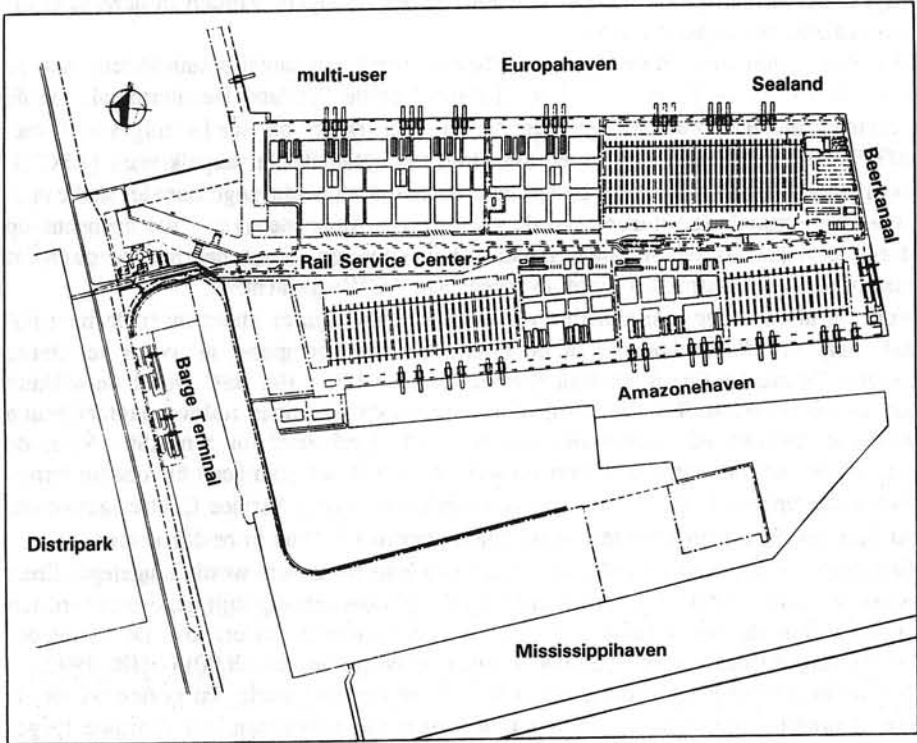 multi-user
Europahaven
Sealand
Beerkanaal
Rail Service Center
Barge Terminal
Amazonehaven
Distripark
Mississippihaven